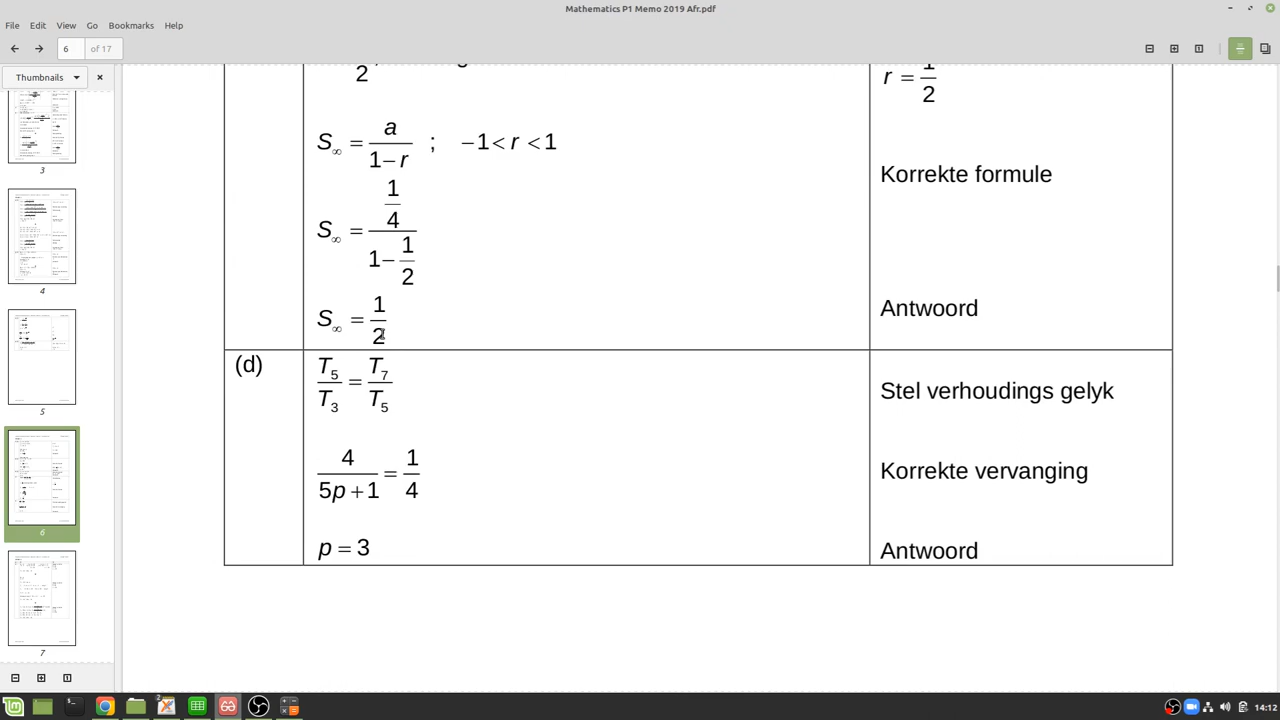 Mathematics P1 Memo 2019 Afr.pdf
File Edit View Go Bookmarks Help
6 of 17
Thumbnails
3
4
5
6
7
2
r = 1/2
S∞ = a/(1 − r) ; −1 < r < 1
Korrekte formule
S∞ = (1/4)/(1 − 1/2)
S∞ = 1/2
Antwoord
(d) T5/T3 = T7/T5
Stel verhoudings gelyk
4/(5p + 1) = 1/4
Korrekte vervanging
p = 3
Antwoord
14:12